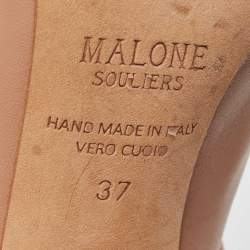 MALONE
SOULIERS
HAND MADE IN ITALY
VERO CUOIO
37